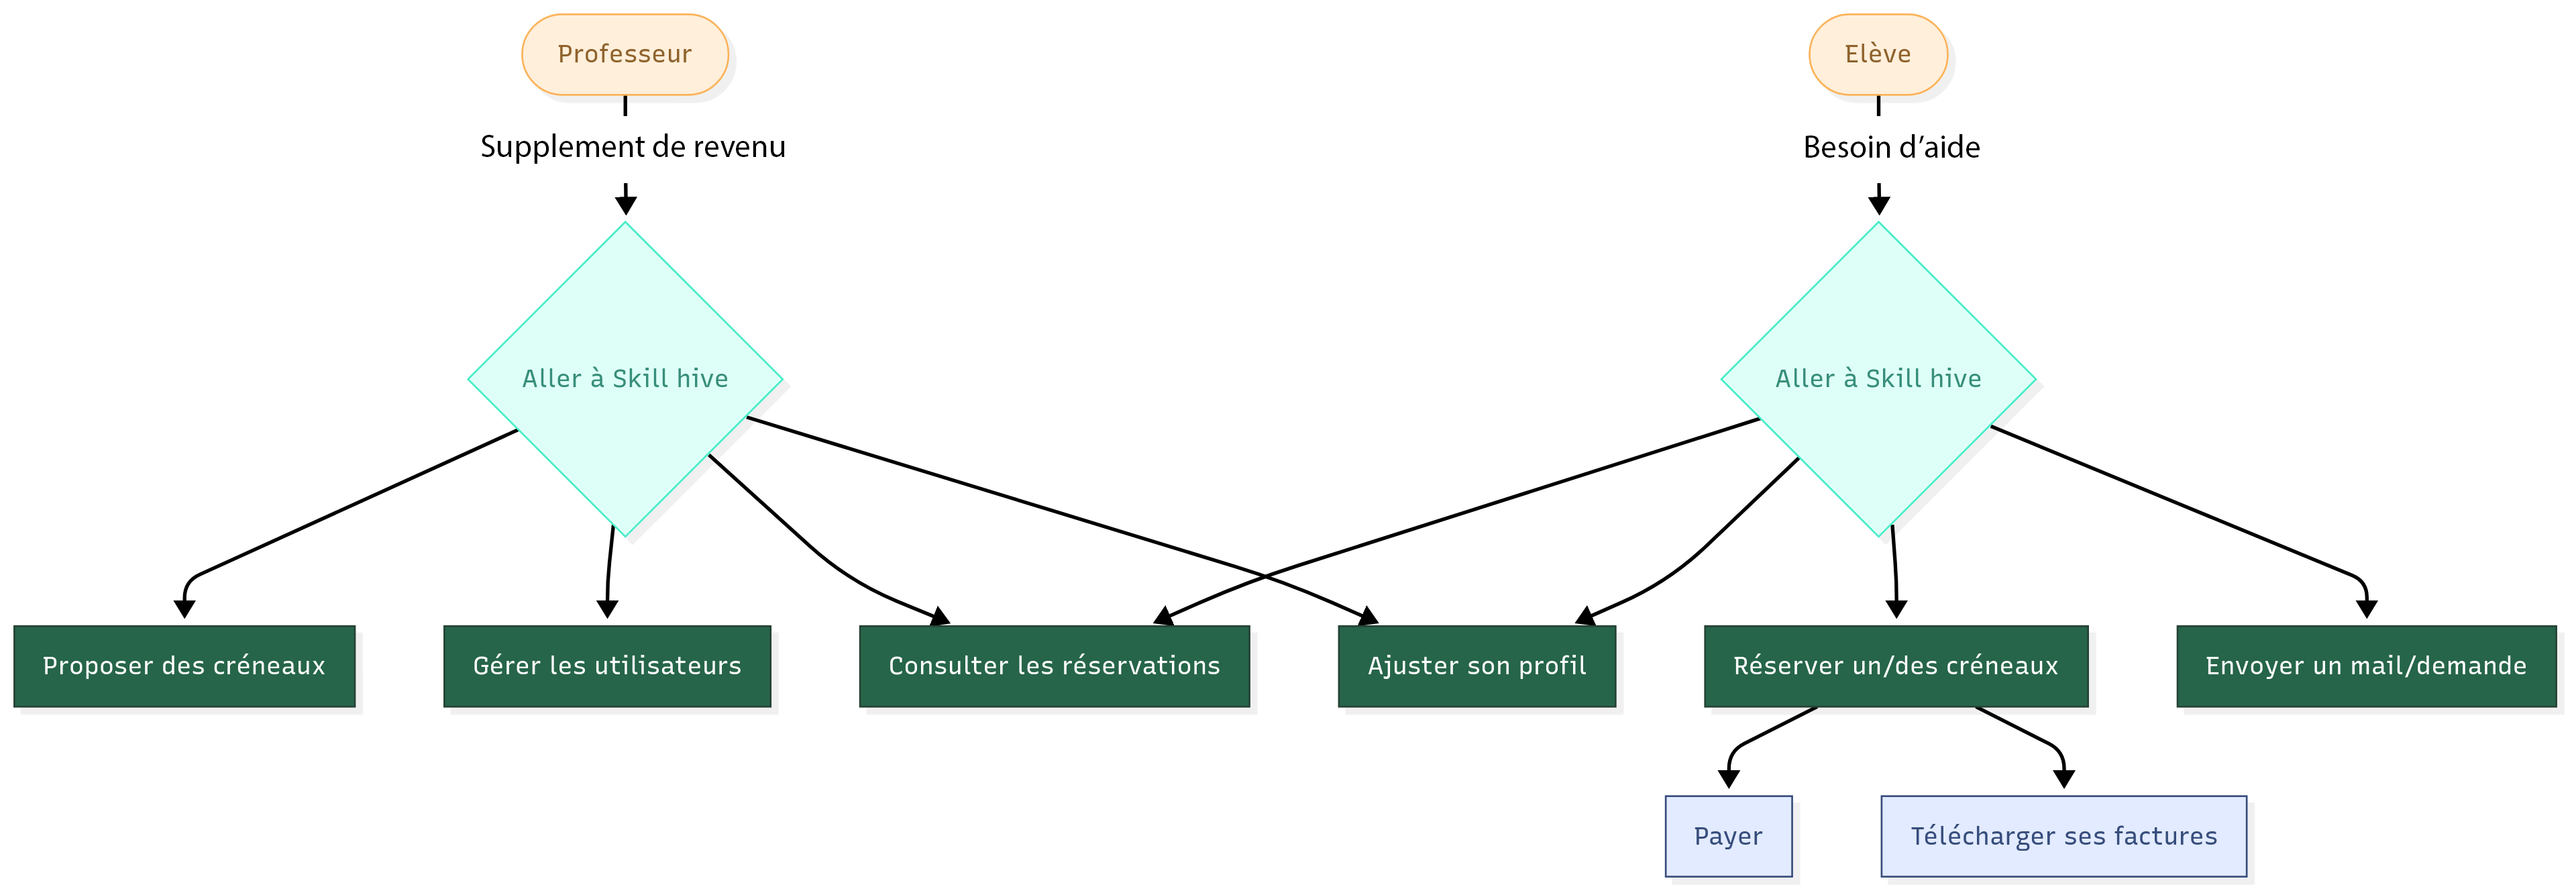 Professeur
Elève
Supplement de revenu
Besoin d’aide
Aller à Skill hive
Aller à Skill hive
Proposer des créneaux
Gérer les utilisateurs
Consulter les réservations
Ajuster son profil
Réserver un/des créneaux
Envoyer un mail/demande
Payer
Télécharger ses factures